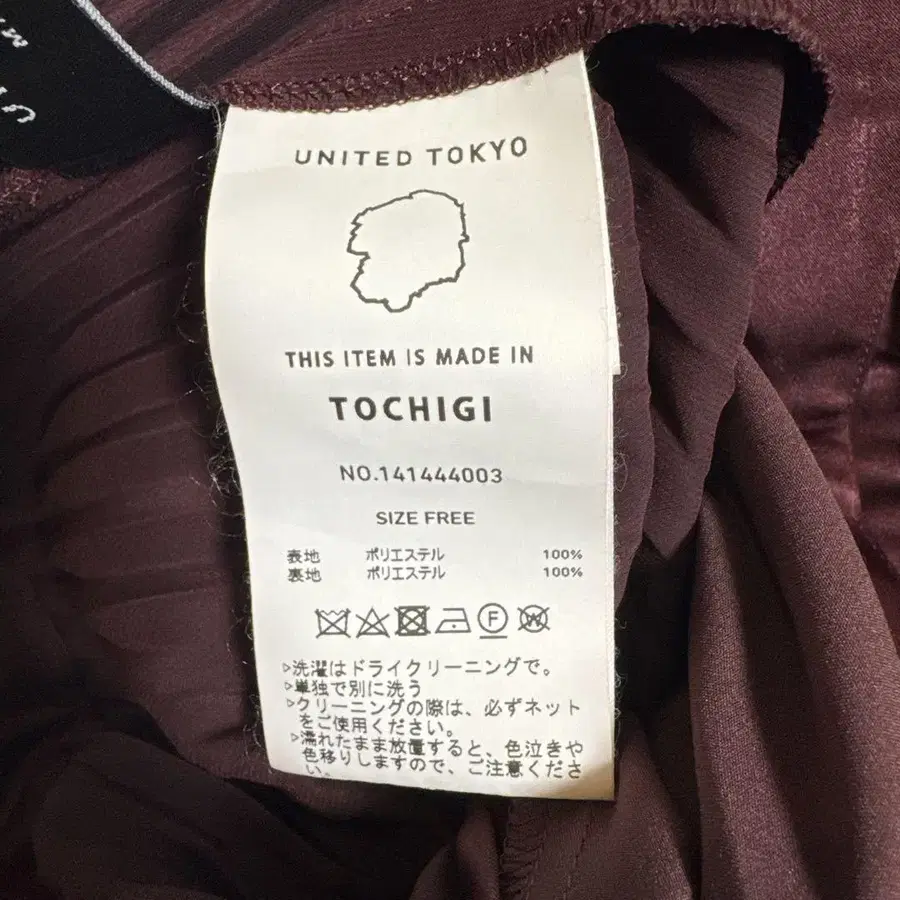 UNITED TOKYO
THIS ITEM IS MADE IN
TOCHIGI
NO.141444003
SIZE FREE
表地 ポリエステル 100%
裏地 ポリエステル 100%
F W
▷洗濯はドライクリーニングで。
▷単独で別に洗う
▷クリーニングの際は、必ずネット
をご使用ください。
▷濡れたまま放置すると、色泣きや
色移りしますので、ご注意くださ
い。